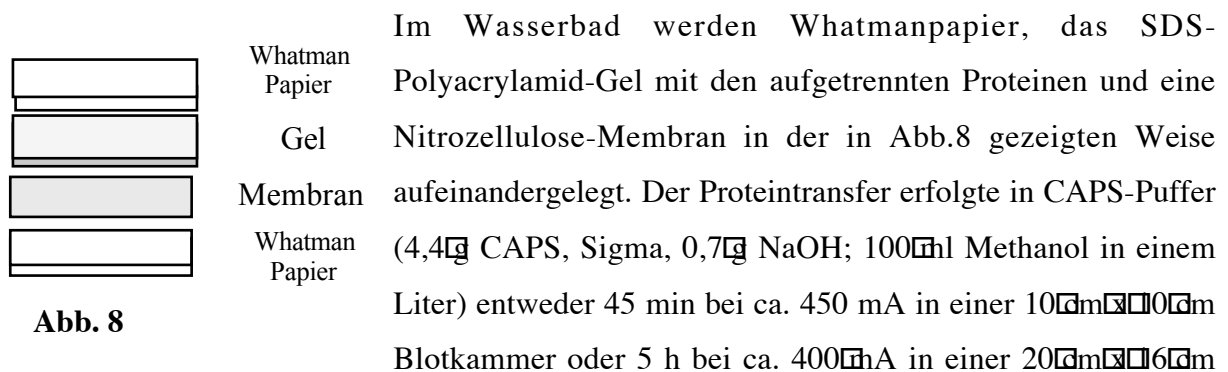 Whatman
Papier
Gel
Membran
Whatman
Papier
Abb. 8
Im Wasserbad werden Whatmanpapier, das SDS-
Polyacrylamid-Gel mit den aufgetrennten Proteinen und eine
Nitrozellulose-Membran in der in Abb.8 gezeigten Weise
aufeinandergelegt. Der Proteintransfer erfolgte in CAPS-Puffer
(4,4 g CAPS, Sigma, 0,7 g NaOH; 100 ml Methanol in einem
Liter) entweder 45 min bei ca. 450 mA in einer 10 cm x 10 cm
Blotkammer oder 5 h bei ca. 400 mA in einer 20 cm x 16 cm